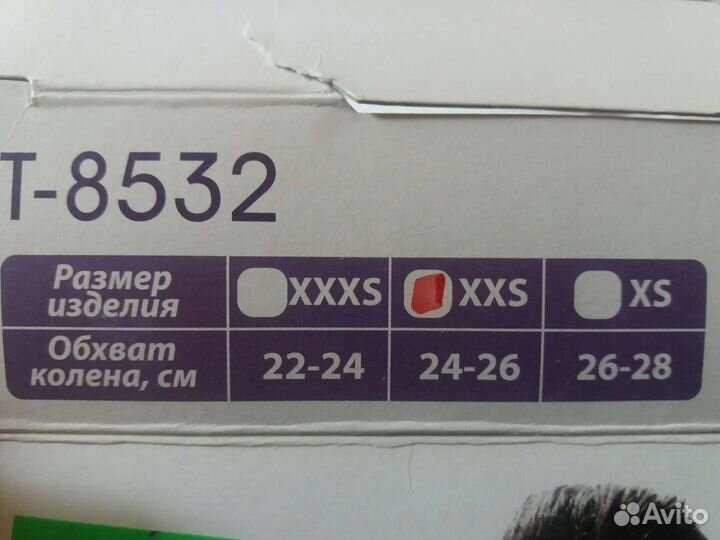 T-8532
Размер изделия XXXS XXS XS
Обхват колена, см 22-24 24-26 26-28
Avito